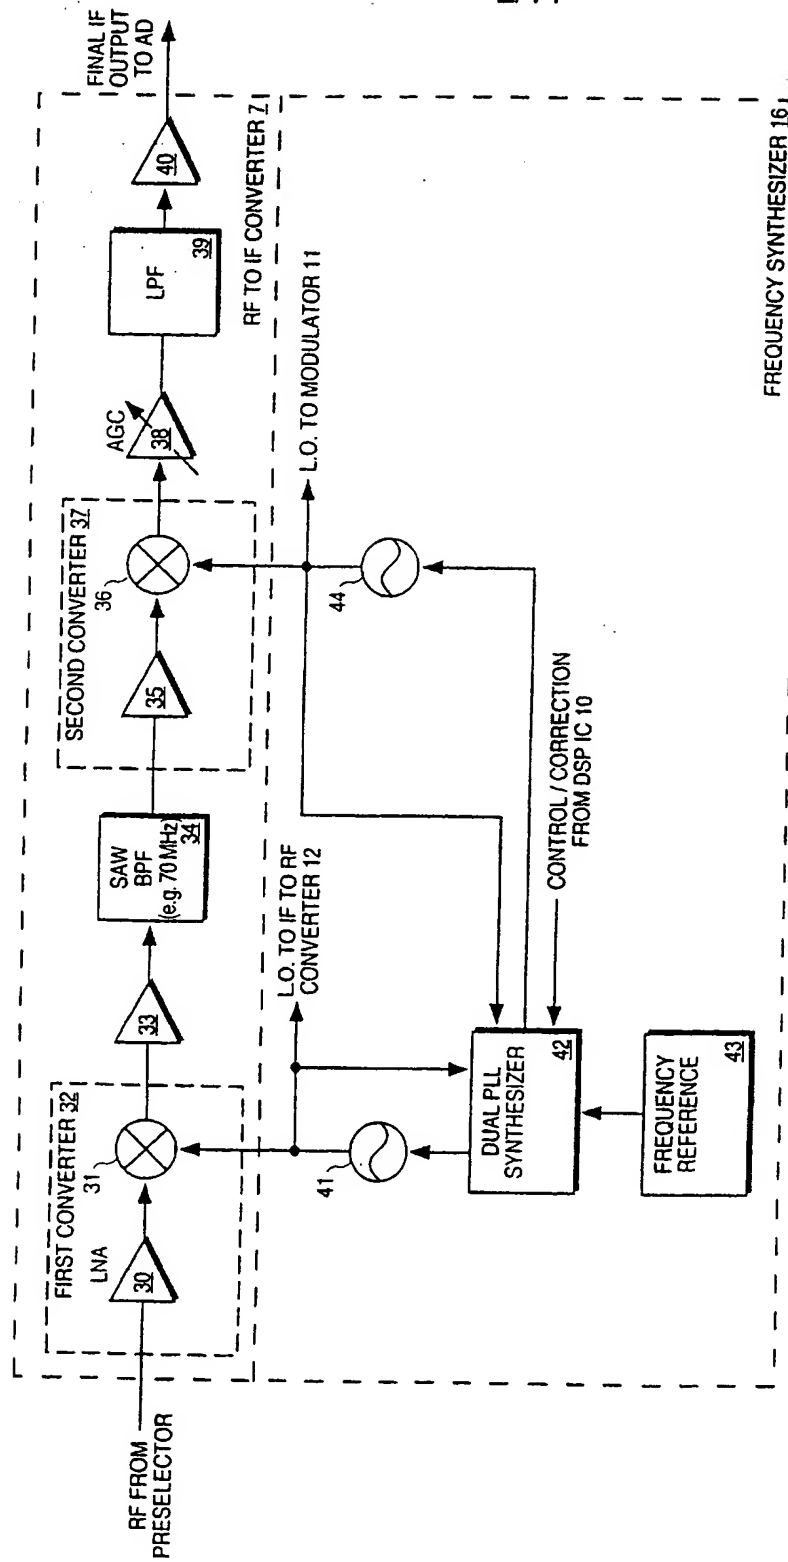 RF FROM
PRESELECTOR
FIRST CONVERTER 32
LNA
30
31
33
SAW
BPF
(e.g. 70 MHz)
34
SECOND CONVERTER 37
35
36
AGC
38
LPF
39
40
FINAL IF
OUTPUT
TO AD
RF TO IF CONVERTER 7
L.O. TO IF TO RF
CONVERTER 12
L.O. TO MODULATOR 11
41
44
DUAL PLL
SYNTHESIZER
42
CONTROL / CORRECTION
FROM DSP IC 10
FREQUENCY
REFERENCE
43
FREQUENCY SYNTHESIZER 16